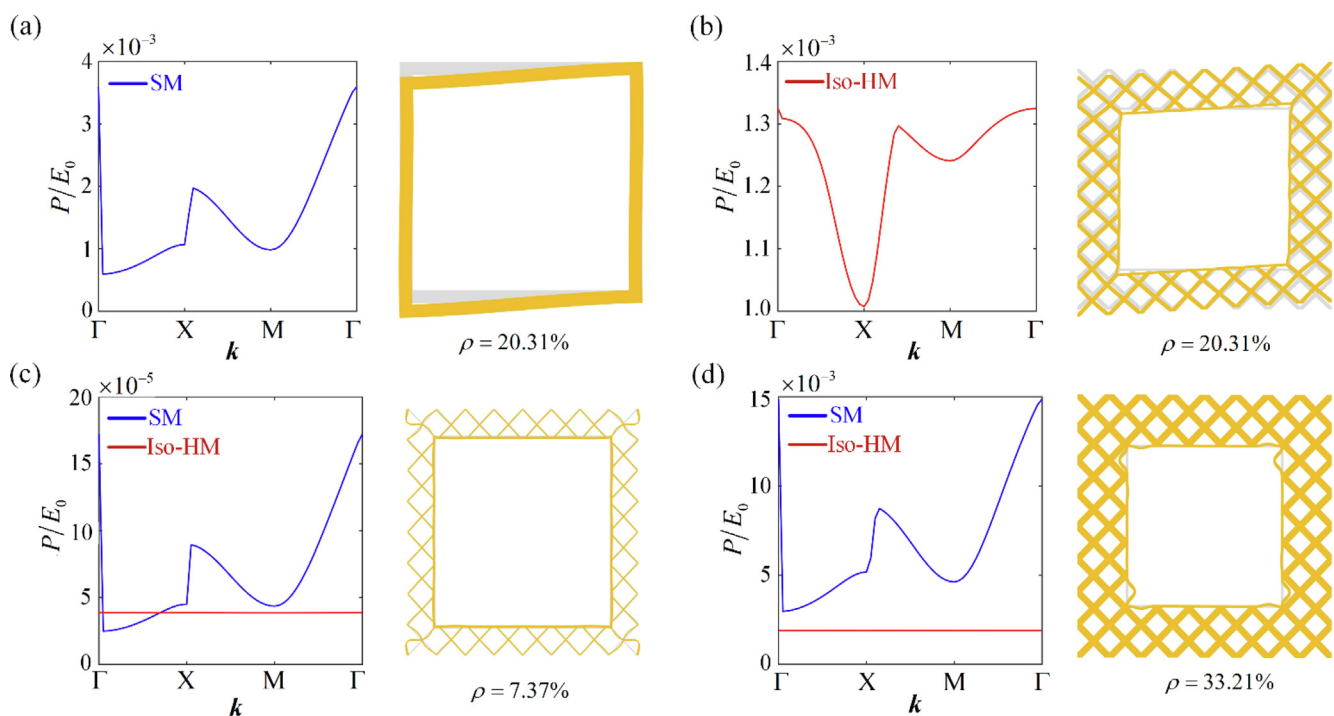 (a)
×10⁻³
4
3
2
1
0
P/E₀
SM
Γ X M Γ
k
ρ = 20.31%
(b)
×10⁻³
1.4
1.3
1.2
1.1
1.0
P/E₀
Iso-HM
Γ X M Γ
k
ρ = 20.31%
(c)
×10⁻⁵
20
15
10
5
0
P/E₀
SM
Iso-HM
Γ X M Γ
k
ρ = 7.37%
(d)
×10⁻³
15
10
5
0
P/E₀
SM
Iso-HM
Γ X M Γ
k
ρ = 33.21%